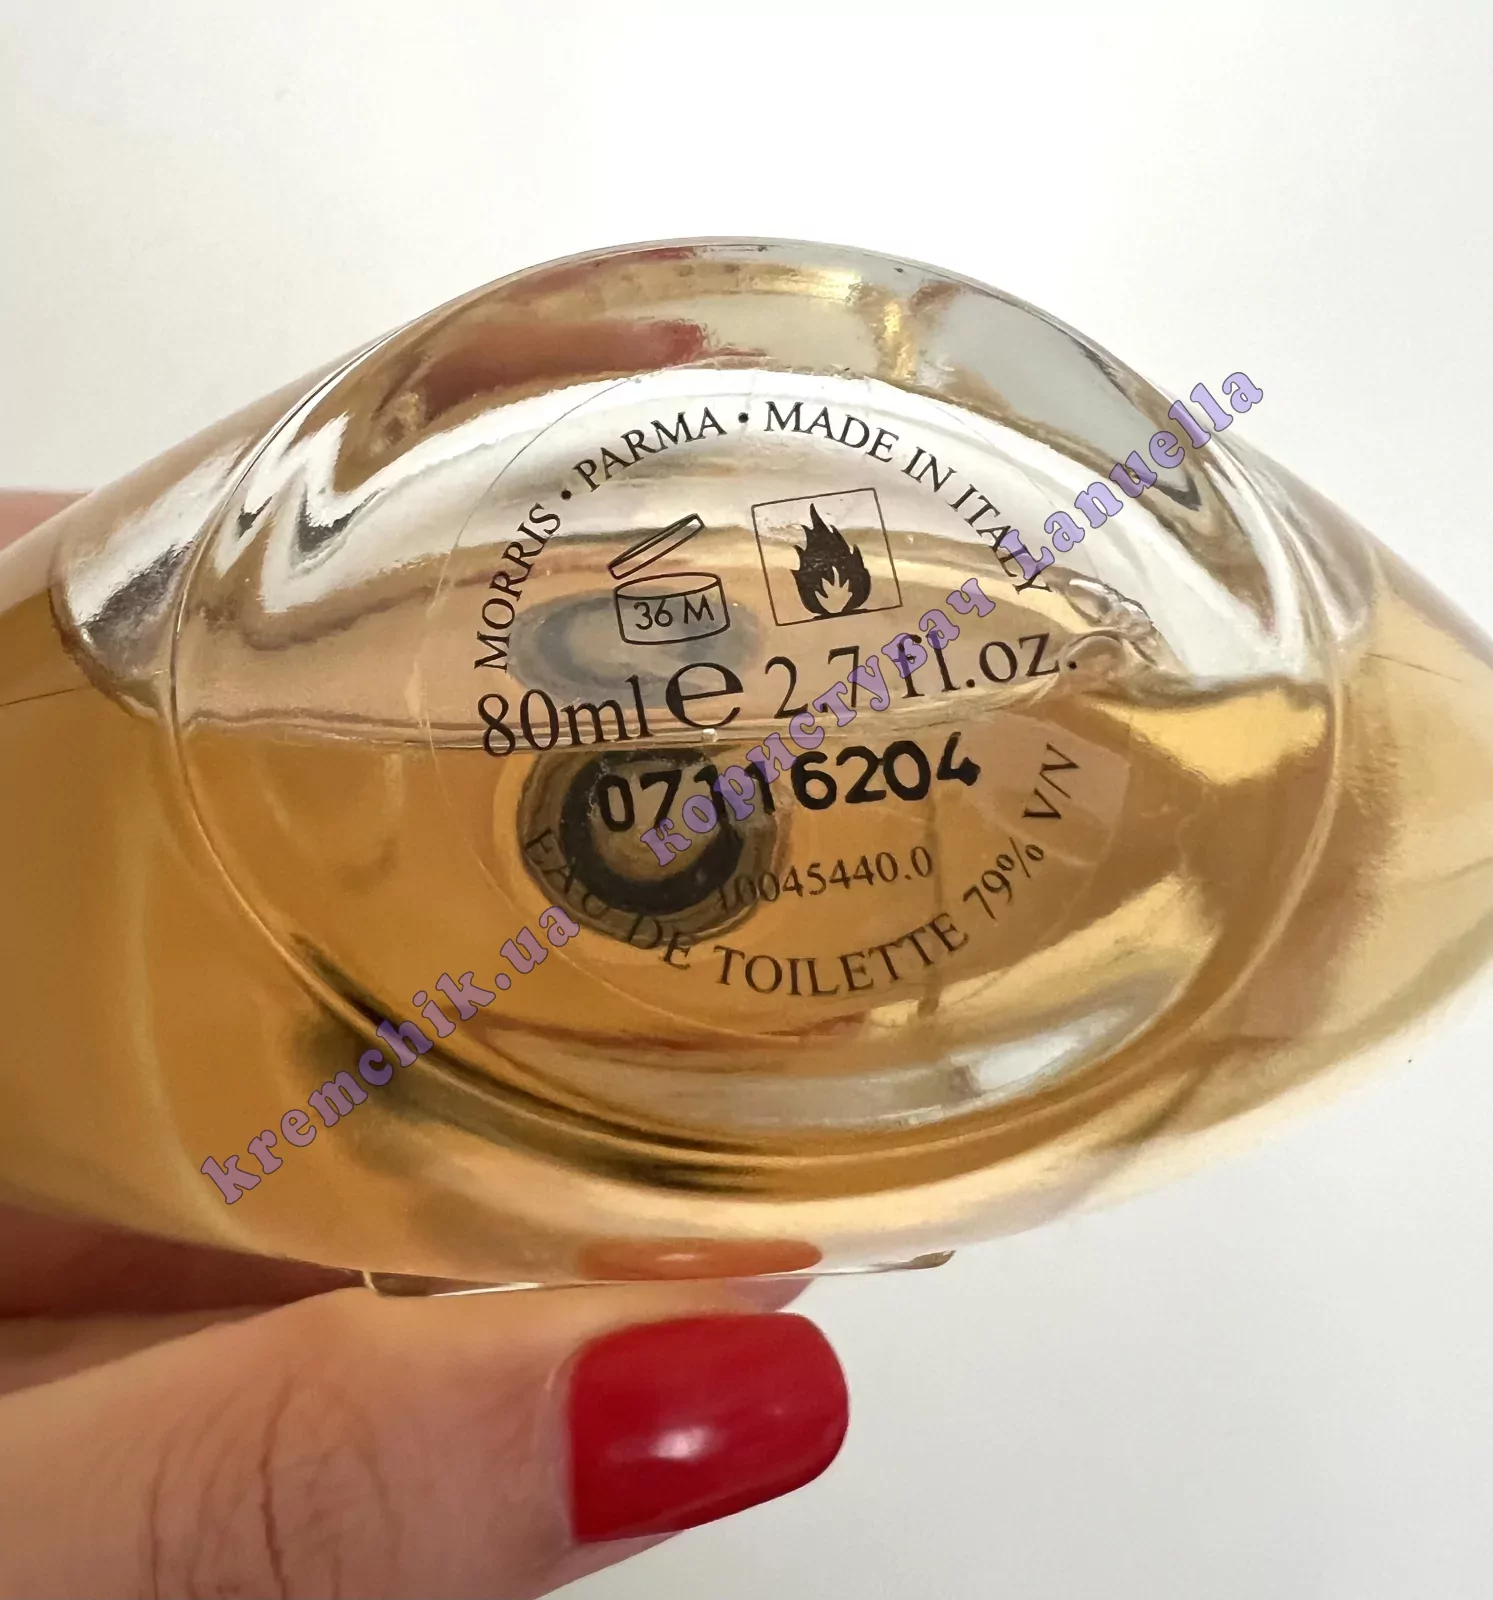 MORRIS • PARMA • MADE IN ITALY
36 M
80ml e 2.7 fl.oz.
07116204
10045440.0
EAU DE TOILETTE 79% V/V
kremchik.ua користувач Lanuella